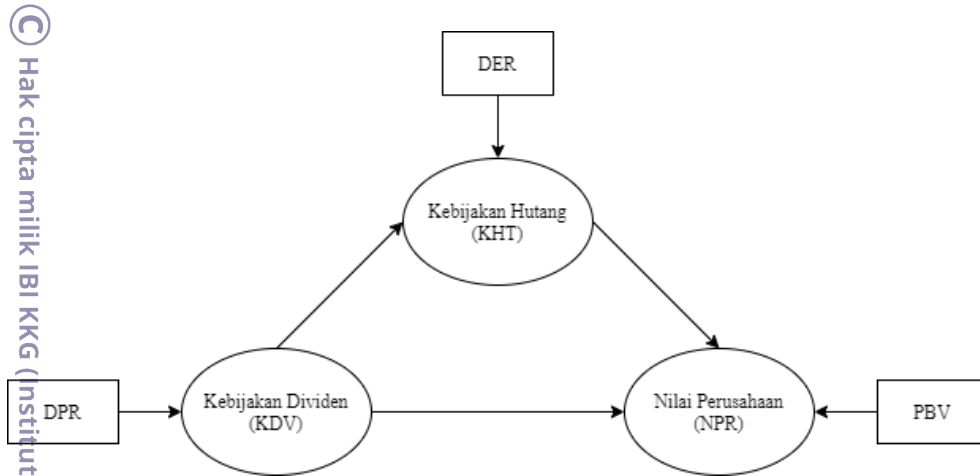 © Hak cipta milik IBI KKG (Institut
DER
Kebijakan Hutang
(KHT)
DPR
Kebijakan Dividen
(KDV)
Nilai Perusahaan
(NPR)
PBV